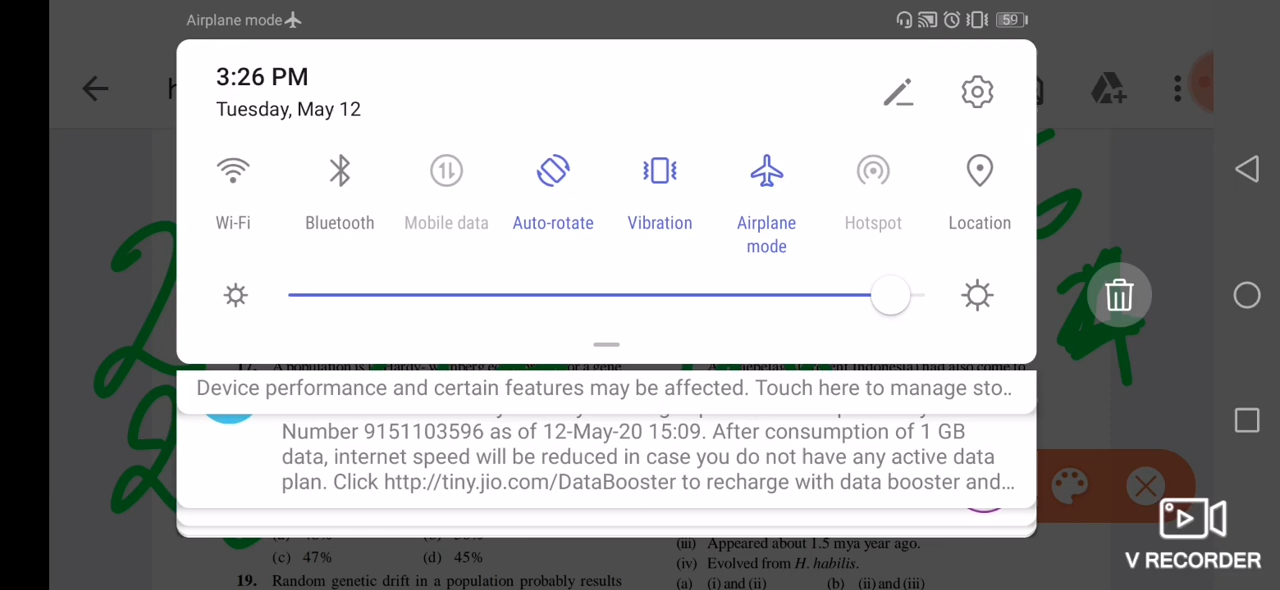 Airplane mode
59
3:26 PM
Tuesday, May 12
Wi-Fi
Bluetooth
Mobile data
Auto-rotate
Vibration
Airplane mode
Hotspot
Location
Device performance and certain features may be affected. Touch here to manage sto..
Number 9151103596 as of 12-May-20 15:09. After consumption of 1 GB
data, internet speed will be reduced in case you do not have any active data
plan. Click http://tiny.jio.com/DataBooster to recharge with data booster and...
(c) 47% (d) 45%
19. Random genetic drift in a population probably results
(iii) Appeared about 1.5 mya year ago.
(iv) Evolved from H. habilis.
(a) (i) and (ii) (b) (ii) and (iii)
V RECORDER